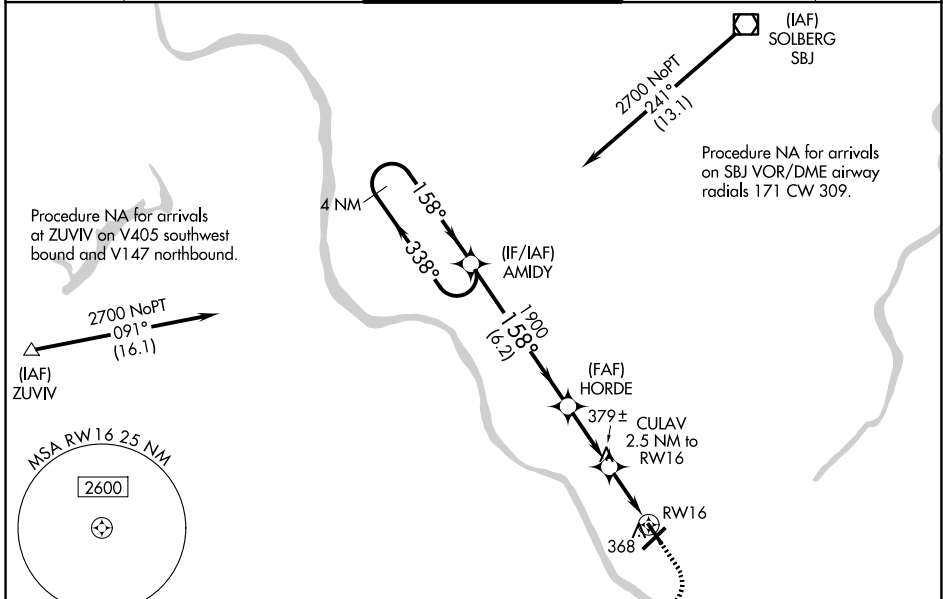 (IAF)
SOLBERG
SBJ
2700 NoPT
241°
(13.1)
Procedure NA for arrivals
on SBJ VOR/DME airway
radials 171 CW 309.
4 NM
158°
338°
(IF/IAF)
AMIDY
Procedure NA for arrivals
at ZUVIV on V405 southwest
bound and V147 northbound.
2700 NoPT
091°
(16.1)
(IAF)
ZUVIV
1900
158°
(6.2)
(FAF)
HORDE
379±
CULAV
2.5 NM to
RW16
MSA RW16 25 NM
2600
RW16
368